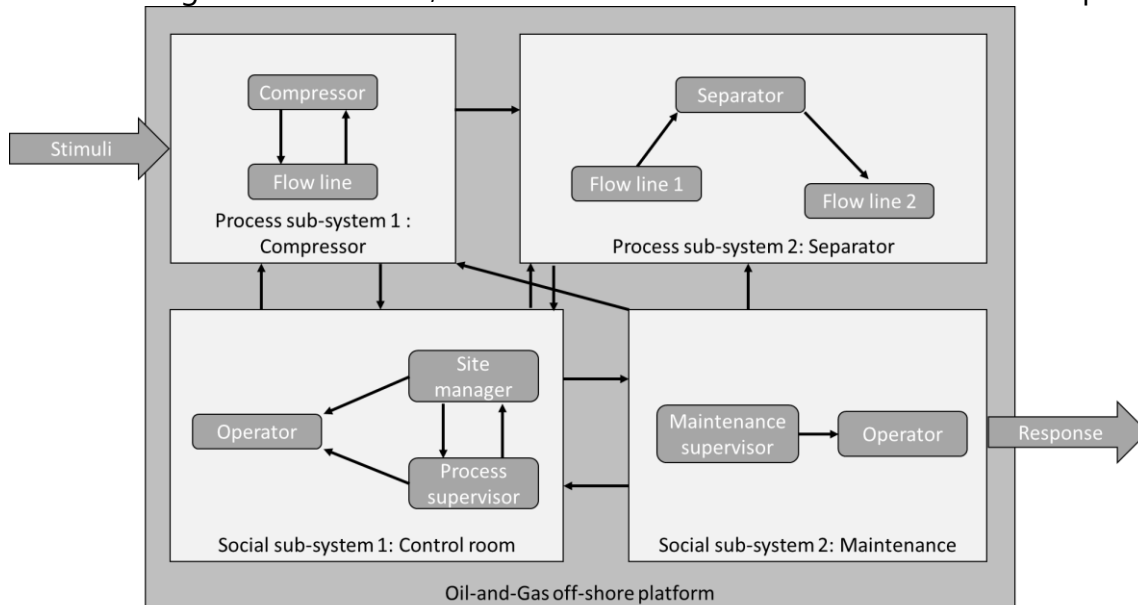 Compressor
Separator
Stimuli
Flow line
Flow line 1
Flow line 2
Process sub-system 1 :
Compressor
Process sub-system 2: Separator
Site
manager
Operator
Process
supervisor
Maintenance
supervisor
Operator
Response
Social sub-system 1: Control room
Social sub-system 2: Maintenance
Oil-and-Gas off-shore platform